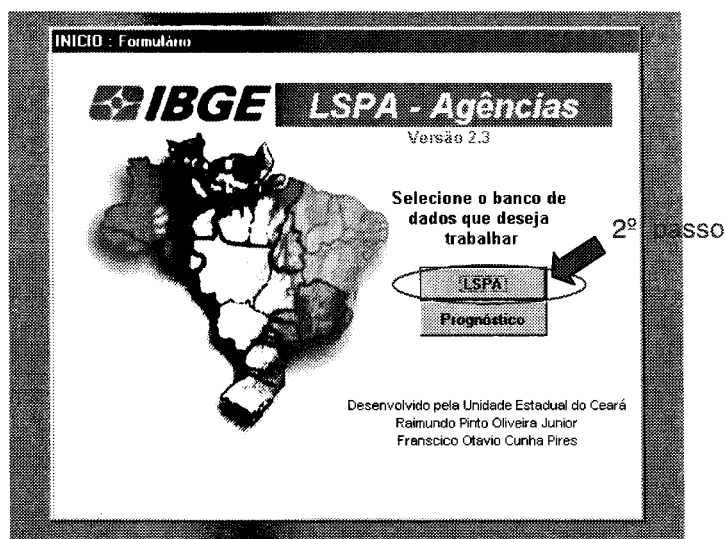 INICIO : Formulário
IBGE LSPA - Agências
Versão 2.3
Selecione o banco de
dados que deseja
trabalhar
2º passo
LSPA
Prognóstico
Desenvolvido pela Unidade Estadual do Ceará
Raimundo Pinto Oliveira Junior
Franscico Otavio Cunha Pires